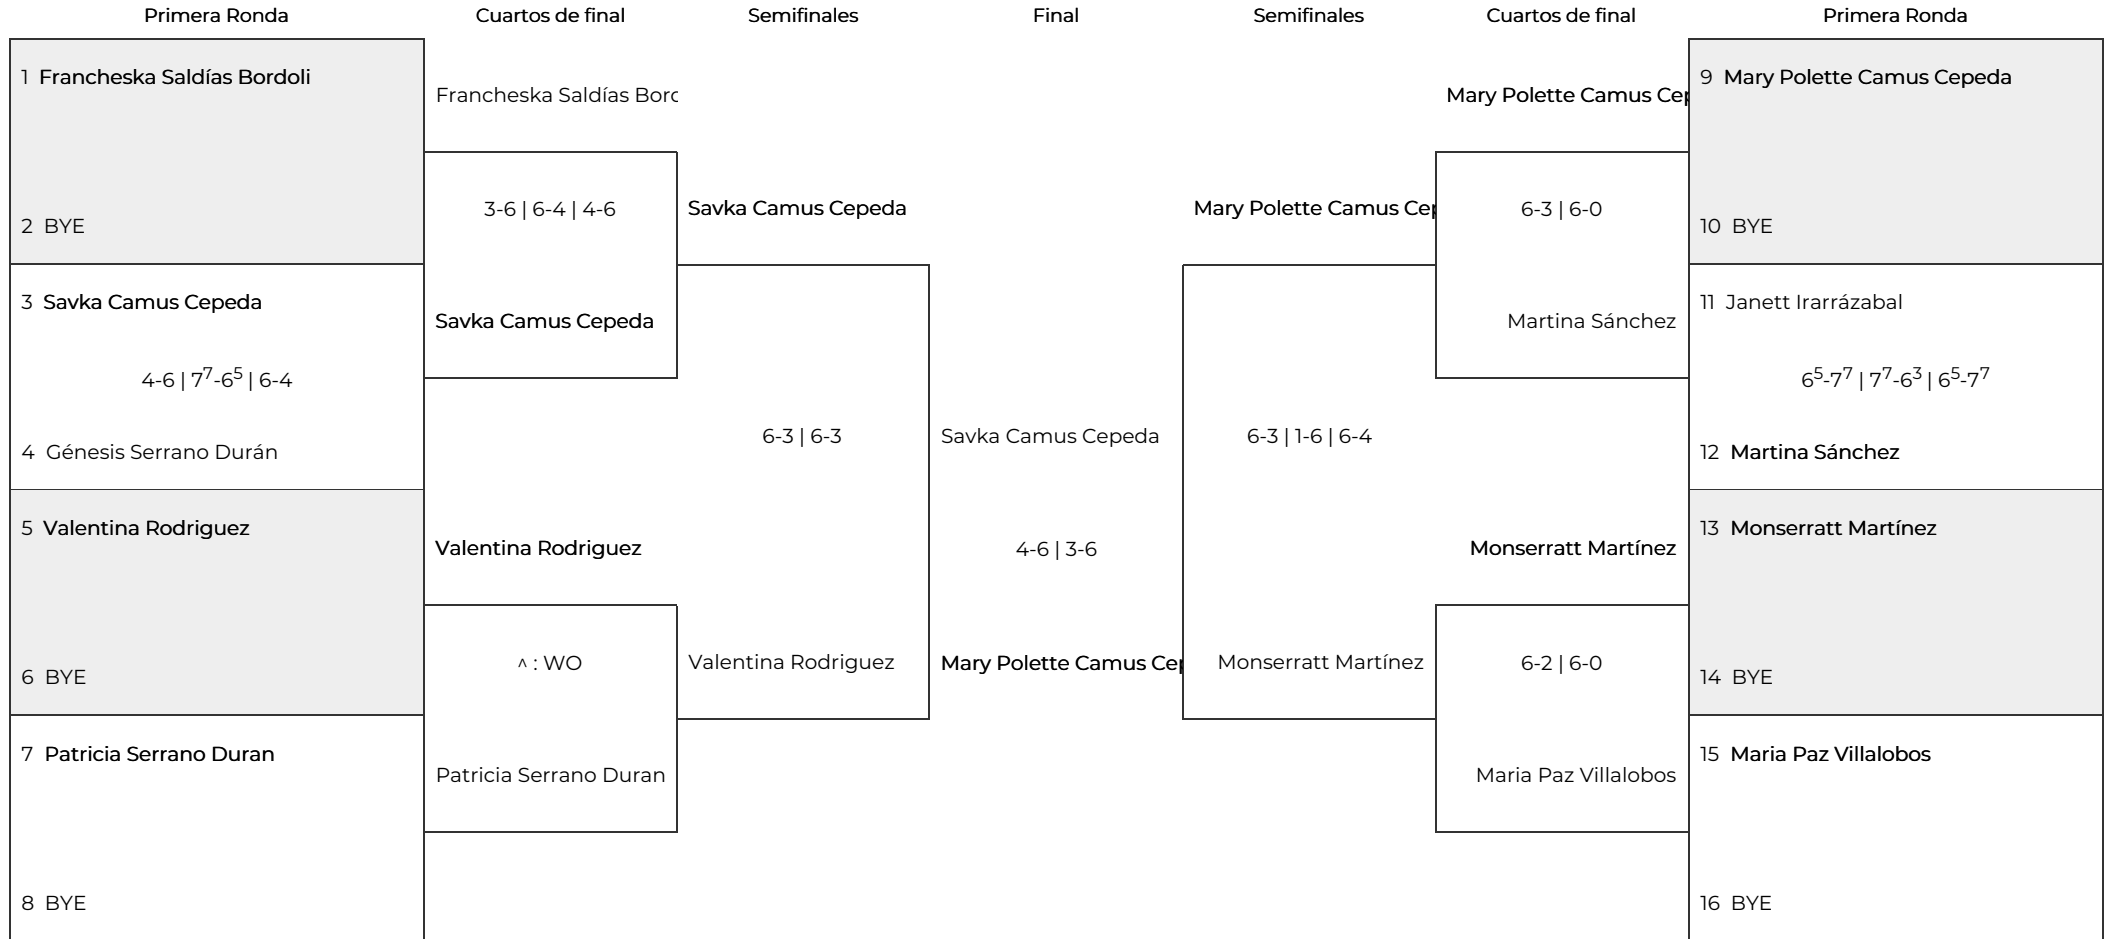 Primera Ronda
Cuartos de final
Semifinales
Final
Semifinales
Cuartos de final
Primera Ronda
1 Francheska Saldías Bordoli
2 BYE
3 Savka Camus Cepeda
4-6 | 7⁷-6⁵ | 6-4
4 Génesis Serrano Durán
5 Valentina Rodriguez
6 BYE
7 Patricia Serrano Duran
8 BYE
Francheska Saldías Borc
3-6 | 6-4 | 4-6
Savka Camus Cepeda
Valentina Rodriguez
^ : WO
Patricia Serrano Duran
Savka Camus Cepeda
6-3 | 6-3
Valentina Rodriguez
Savka Camus Cepeda
4-6 | 3-6
Mary Polette Camus Cep
Mary Polette Camus Cep
6-3 | 1-6 | 6-4
Monserratt Martínez
Mary Polette Camus Cep
6-3 | 6-0
Martina Sánchez
Monserratt Martínez
6-2 | 6-0
Maria Paz Villalobos
9 Mary Polette Camus Cepeda
10 BYE
11 Janett Irarrázabal
6⁵-7⁷ | 7⁷-6³ | 6⁵-7⁷
12 Martina Sánchez
13 Monserratt Martínez
14 BYE
15 Maria Paz Villalobos
16 BYE